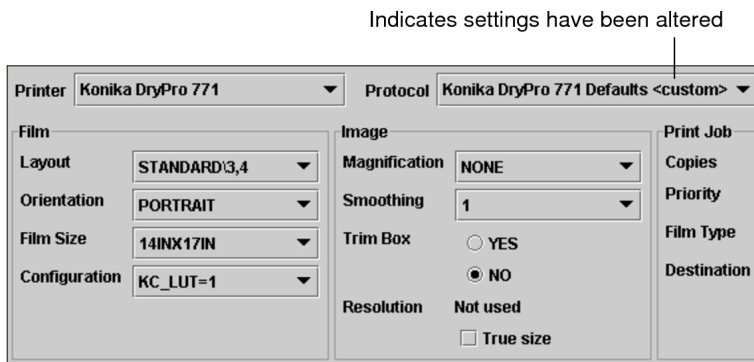 Indicates settings have been altered
Printer Konika DryPro 771 Protocol Konika DryPro 771 Defaults <custom>
Film
Layout STANDARD\3,4
Orientation PORTRAIT
Film Size 14INX17IN
Configuration KC_LUT=1
Image
Magnification NONE
Smoothing 1
Trim Box YES
NO
Resolution Not used
True size
Print Job
Copies
Priority
Film Type
Destination